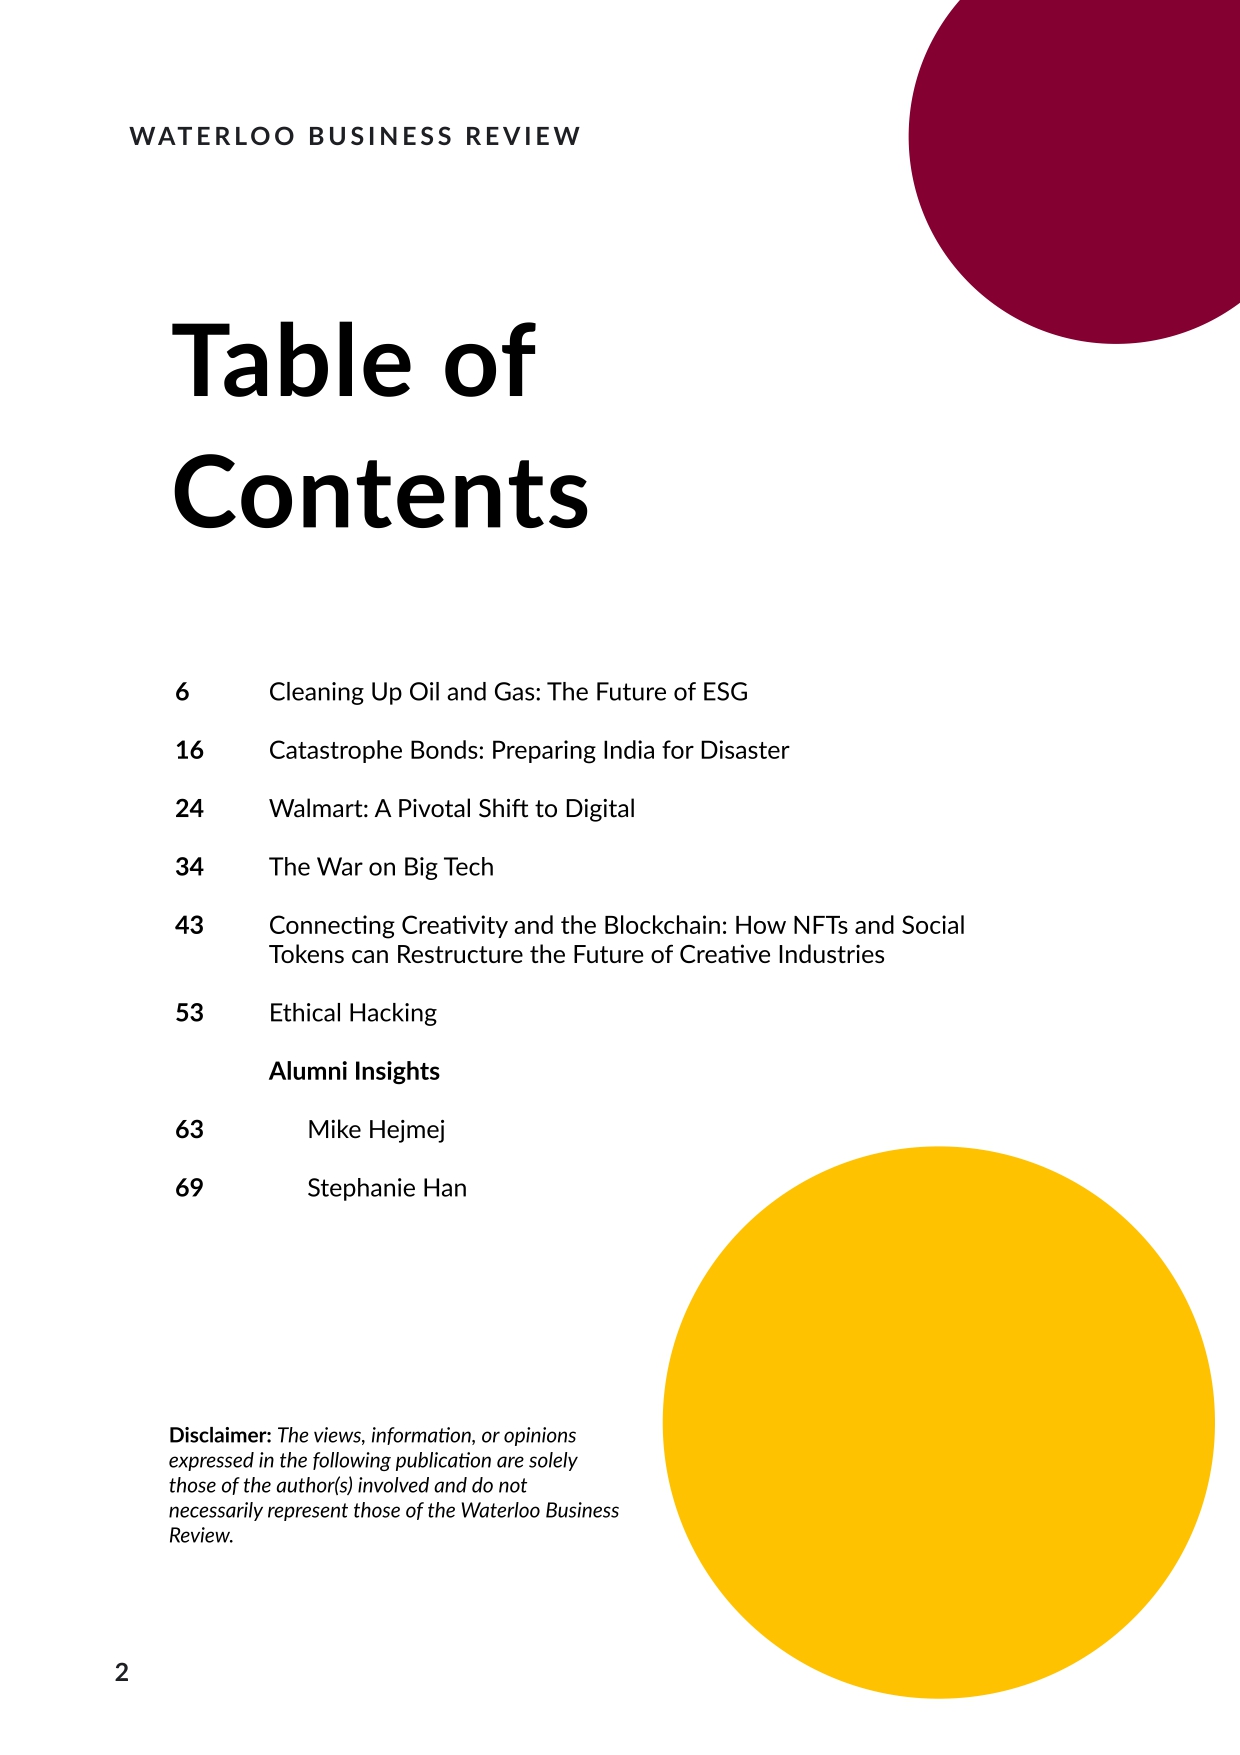 WATERLOO BUSINESS REVIEW
Table of
Contents
6 Cleaning Up Oil and Gas: The Future of ESG
16 Catastrophe Bonds: Preparing India for Disaster
24 Walmart: A Pivotal Shift to Digital
34 The War on Big Tech
43 Connecting Creativity and the Blockchain: How NFTs and Social
Tokens can Restructure the Future of Creative Industries
53 Ethical Hacking
Alumni Insights
63 Mike Hejmej
69 Stephanie Han
Disclaimer: The views, information, or opinions
expressed in the following publication are solely
those of the author(s) involved and do not
necessarily represent those of the Waterloo Business
Review.
2